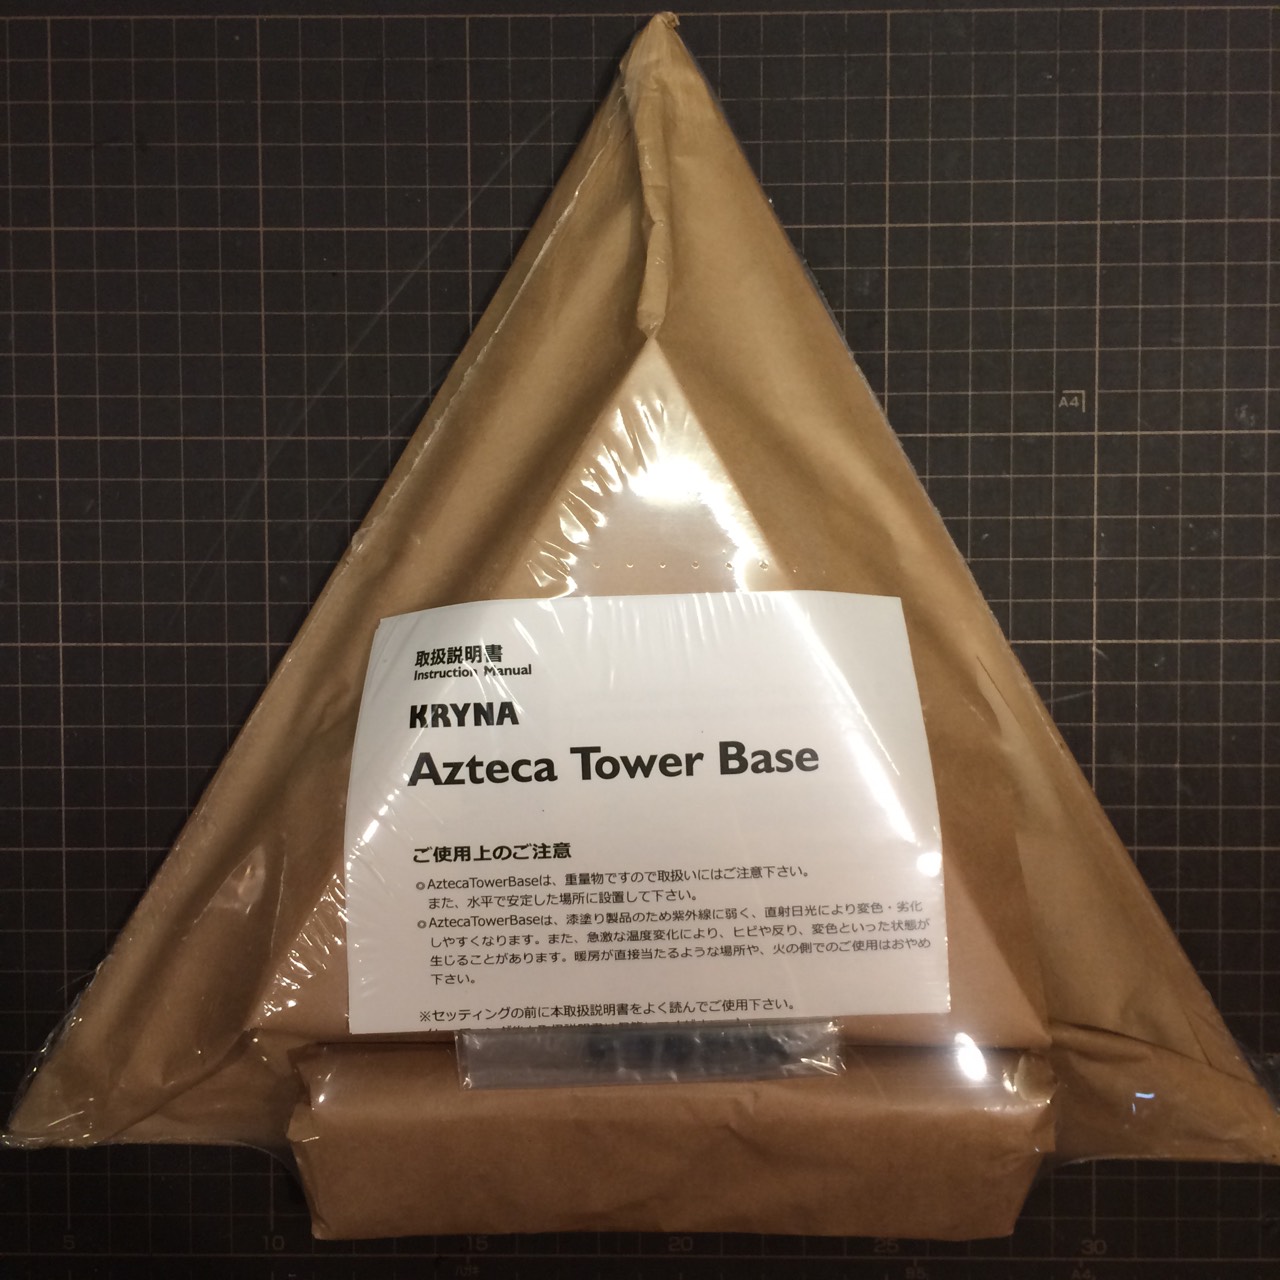 取扱説明書
Instruction Manual
KRYNA
Azteca Tower Base
ご使用上のご注意
◎AztecaTowerBaseは、重量物ですので取扱いにはご注意下さい。
また、水平で安定した場所に設置して下さい。
◎AztecaTowerBaseは、漆塗り製品のため紫外線に弱く、直射日光により変色・劣化
しやすくなります。また、急激な温度変化により、ヒビや反り、変色といった状態が
生じることがあります。暖房が直接当たるような場所や、火の側でのご使用はおやめ
下さい。
※セッティングの前に本取扱説明書をよく読んでご使用下さい。
A4
5
10
15
20
25
30
B5
A4